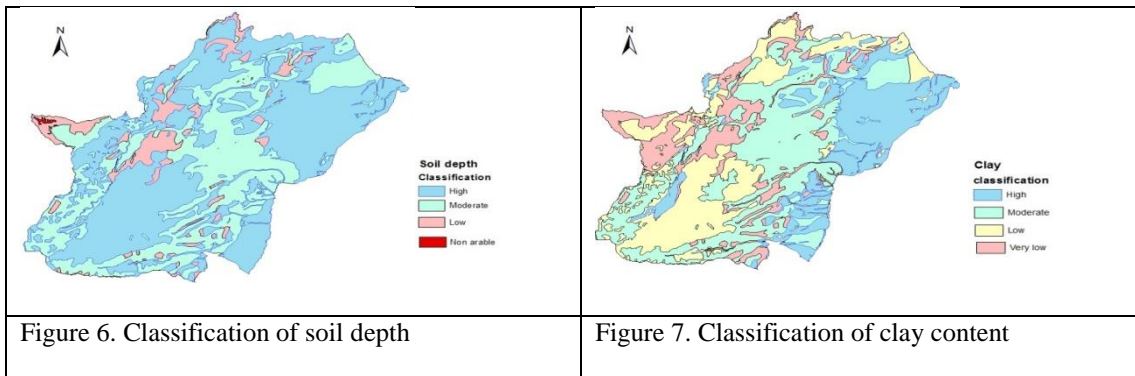 N
Soil depth
Classification
High
Moderate
Low
Non arable
Figure 6. Classification of soil depth
N
Clay
classification
High
Moderate
Low
Very low
Figure 7. Classification of clay content